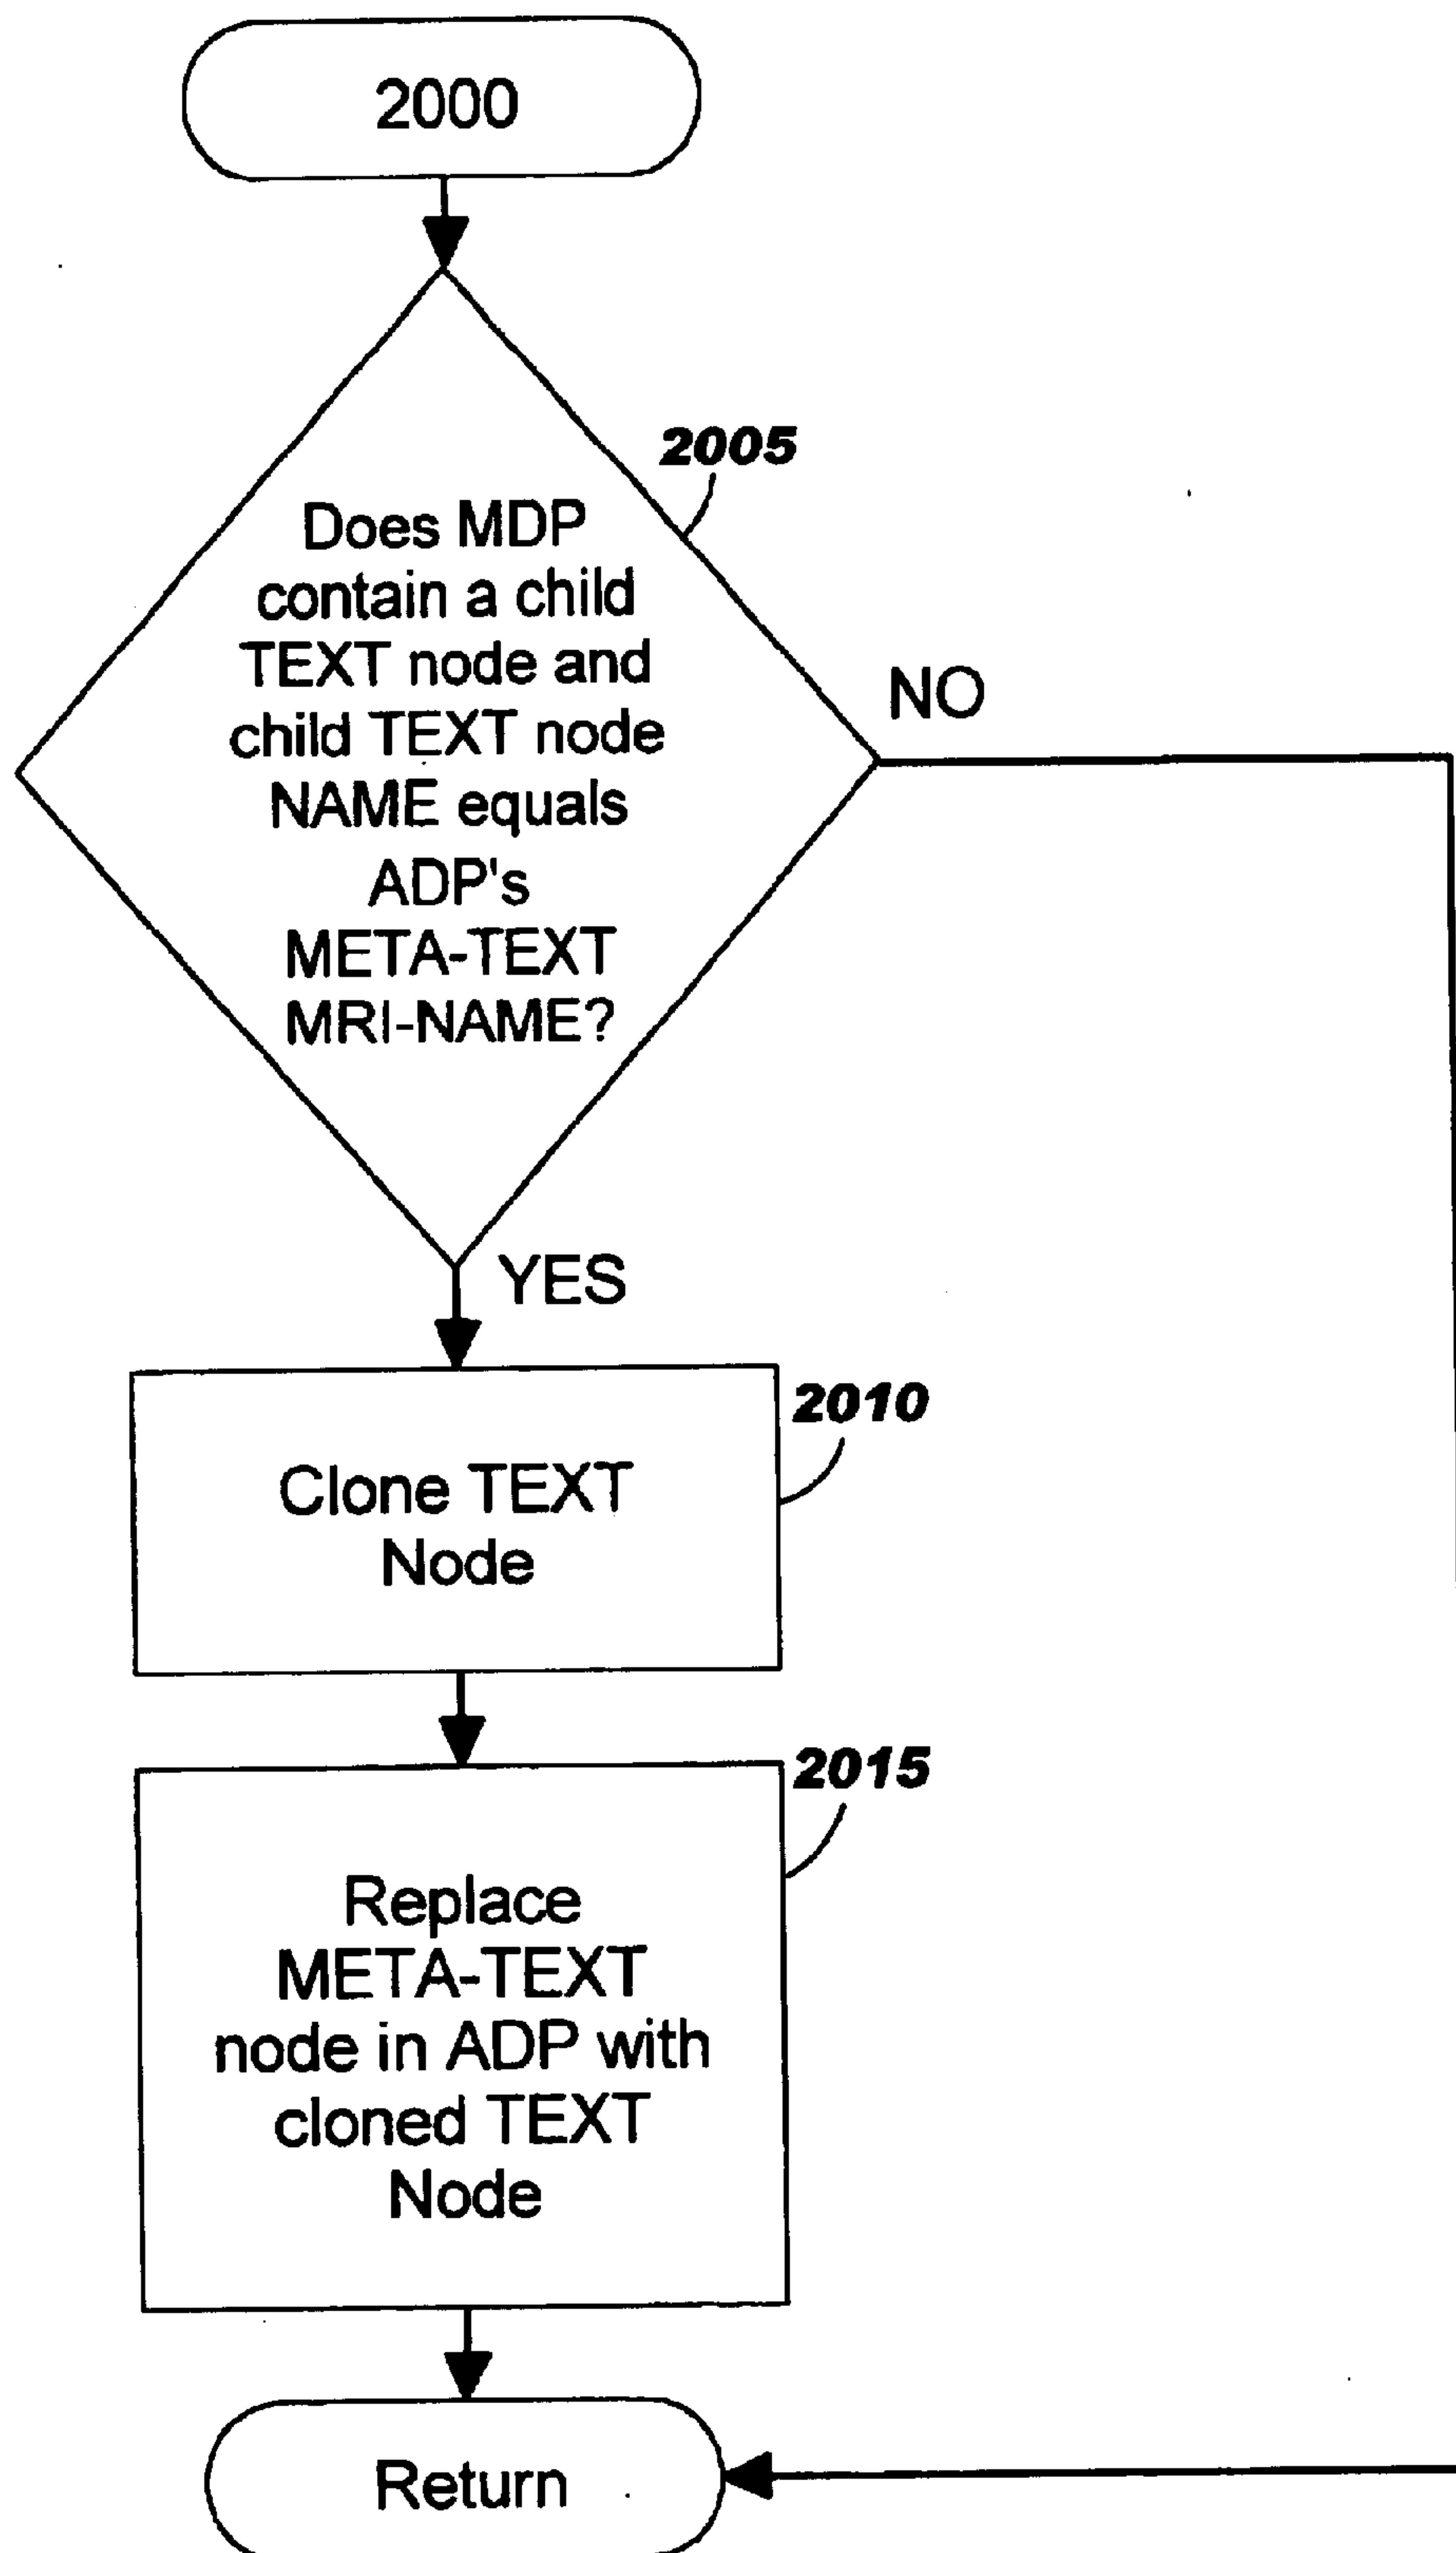 2000
2005
Does MDP
contain a child
TEXT node and
child TEXT node
NAME equals
ADP's
META-TEXT
MRI-NAME?
NO
YES
2010
Clone TEXT
Node
2015
Replace
META-TEXT
node in ADP with
cloned TEXT
Node
Return